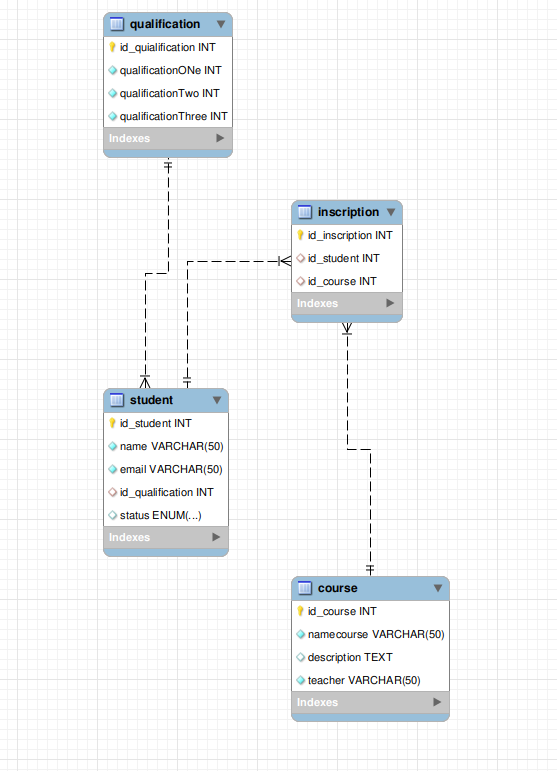 qualification
id_quialification INT
qualificationONe INT
qualificationTwo INT
qualificationThree INT
Indexes
inscription
id_inscription INT
id_student INT
id_course INT
Indexes
student
id_student INT
name VARCHAR(50)
email VARCHAR(50)
id_qualification INT
status ENUM(...)
Indexes
course
id_course INT
namecourse VARCHAR(50)
description TEXT
teacher VARCHAR(50)
Indexes